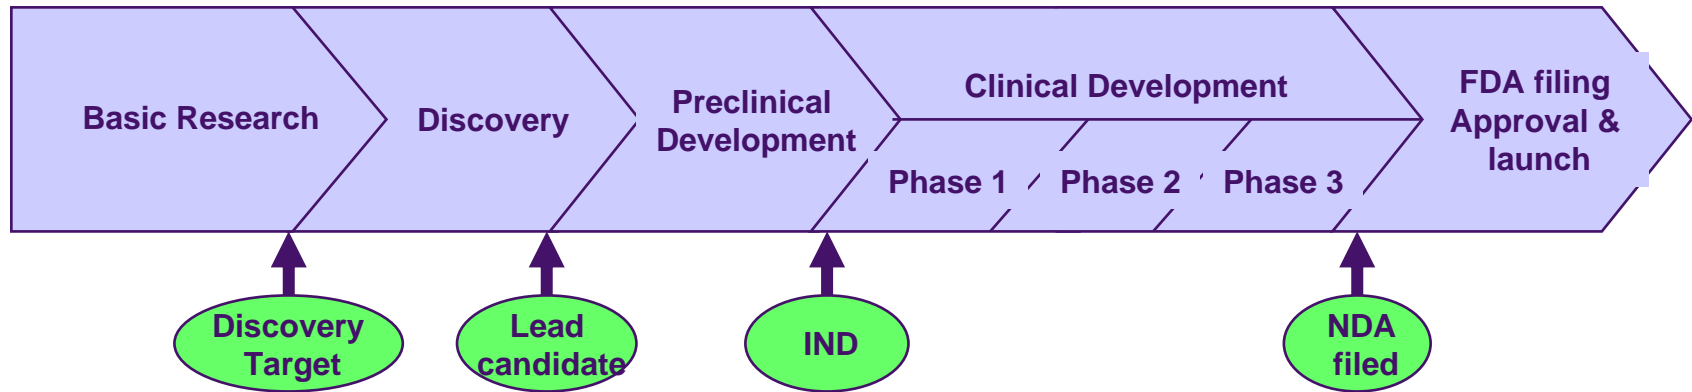 Basic Research
Discovery
Preclinical
Development
Clinical Development
Phase 1
Phase 2
Phase 3
FDA filing
Approval &
launch
Discovery
Target
Lead
candidate
IND
NDA
filed